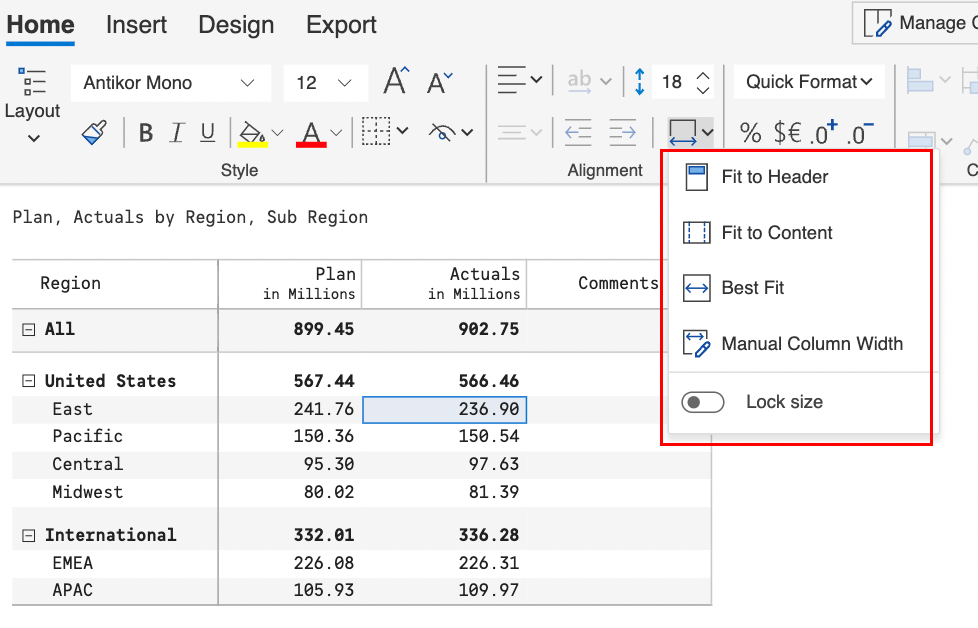 Home Insert Design Export
Manage C
Layout
Antikor Mono 12 A A ab 18 Quick Format
B I U A % $€ .0+ .0−
Style Alignment C
Fit to Header
Fit to Content
Best Fit
Manual Column Width
Lock size
Plan, Actuals by Region, Sub Region
Region Plan in Millions Actuals in Millions Comments
All 899.45 902.75
United States 567.44 566.46
East 241.76 236.90
Pacific 150.36 150.54
Central 95.30 97.63
Midwest 80.02 81.39
International 332.01 336.28
EMEA 226.08 226.31
APAC 105.93 109.97